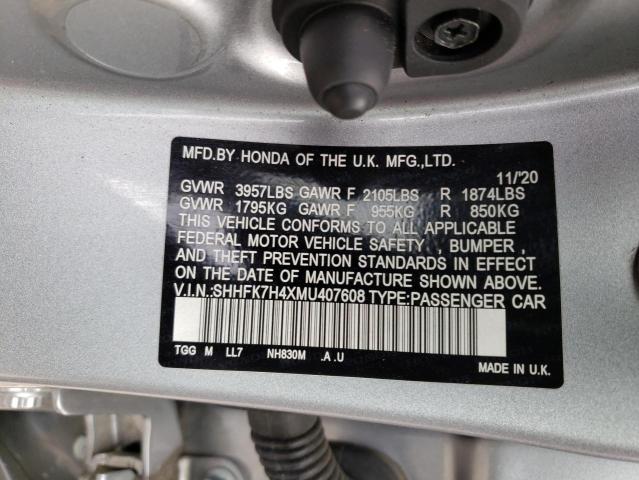 MFD.BY HONDA OF THE U.K. MFG.,LTD.
11/'20
GVWR 3957LBS GAWR F 2105LBS R 1874LBS
GVWR 1795KG GAWR F 955KG R 850KG
THIS VEHICLE CONFORMS TO ALL APPLICABLE
FEDERAL MOTOR VEHICLE SAFETY , BUMPER ,
AND THEFT PREVENTION STANDARDS IN EFFECT
ON THE DATE OF MANUFACTURE SHOWN ABOVE.
V.I.N.:SHHFK7H4XMU407608 TYPE:PASSENGER CAR
TGG M LL7 NH830M .A .U
MADE IN U.K.